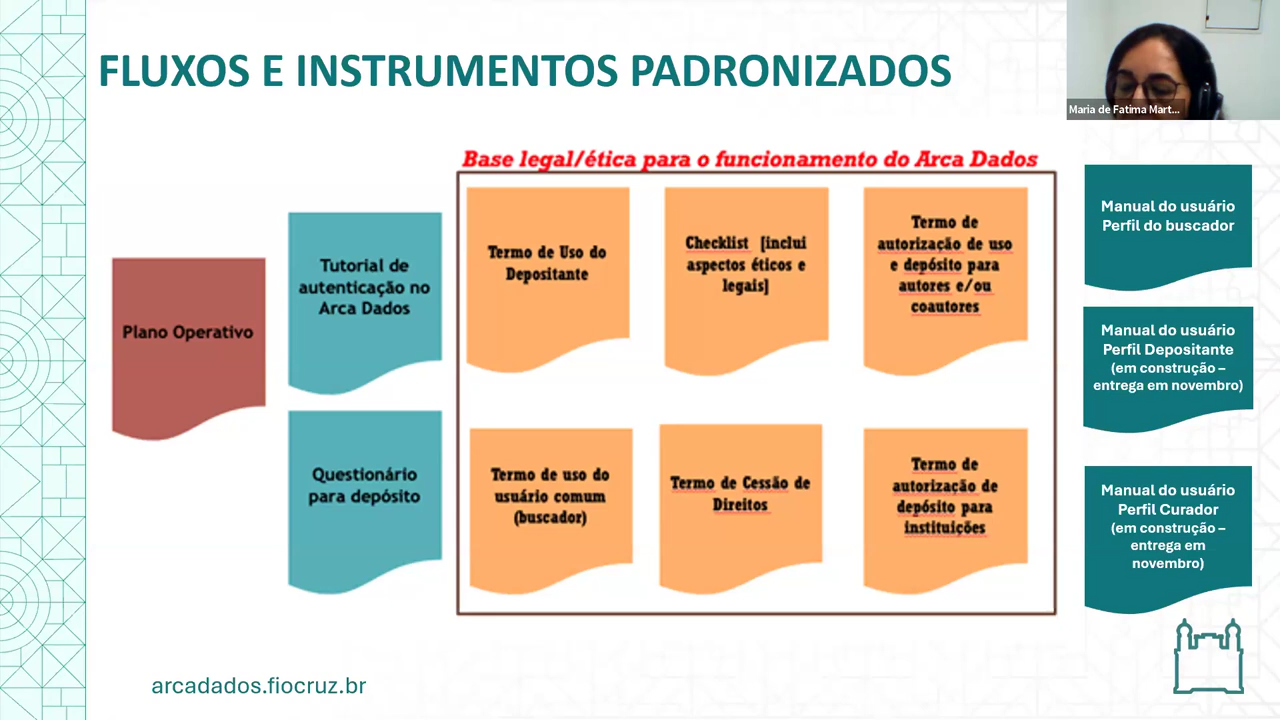 FLUXOS E INSTRUMENTOS PADRONIZADOS
Maria de Fatima Mart...
Base legal/ética para o funcionamento do Arca Dados
Plano Operativo
Tutorial de
autenticação no
Arca Dados
Questionário
para depósito
Termo de Uso do
Depositante
Checklist [inclui
aspectos éticos e
legais]
Termo de
autorização de uso
e depósito para
autores e/ou
coautores
Termo de uso do
usuário comum
(buscador)
Termo de Cessão de
Direitos
Termo de
autorização de
depósito para
instituições
Manual do usuário
Perfil do buscador
Manual do usuário
Perfil Depositante
(em construção –
entrega em novembro)
Manual do usuário
Perfil Curador
(em construção –
entrega em
novembro)
arcadados.fiocruz.br